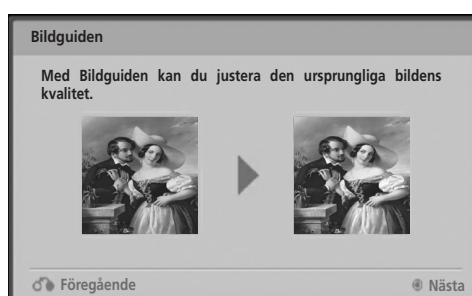 Bildguiden
Med Bildguiden kan du justera den ursprungliga bildens
kvalitet.
Föregående
Nästa